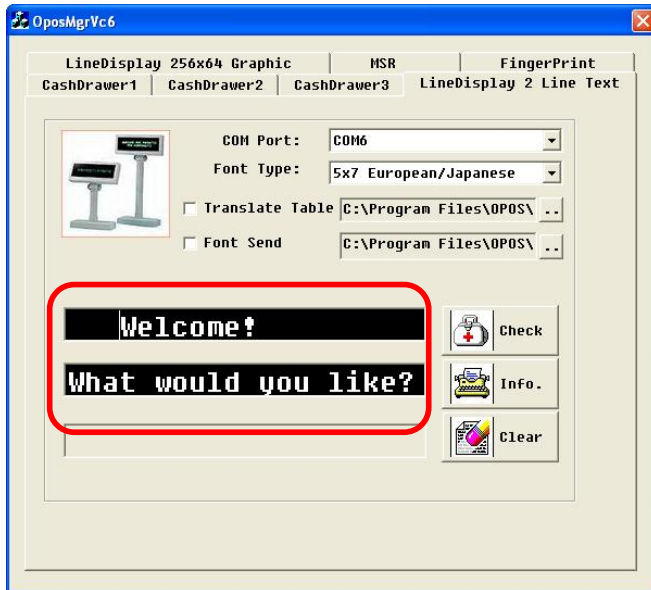 OposMgrVc6
LineDisplay 256x64 Graphic MSR FingerPrint
CashDrawer1 CashDrawer2 CashDrawer3 LineDisplay 2 Line Text
COM Port: COM6
Font Type: 5x7 European/Japanese
Translate Table C:\Program Files\OPOS\ ..
Font Send C:\Program Files\OPOS\ ..
Welcome!
Check
What would you like?
Info.
Clear